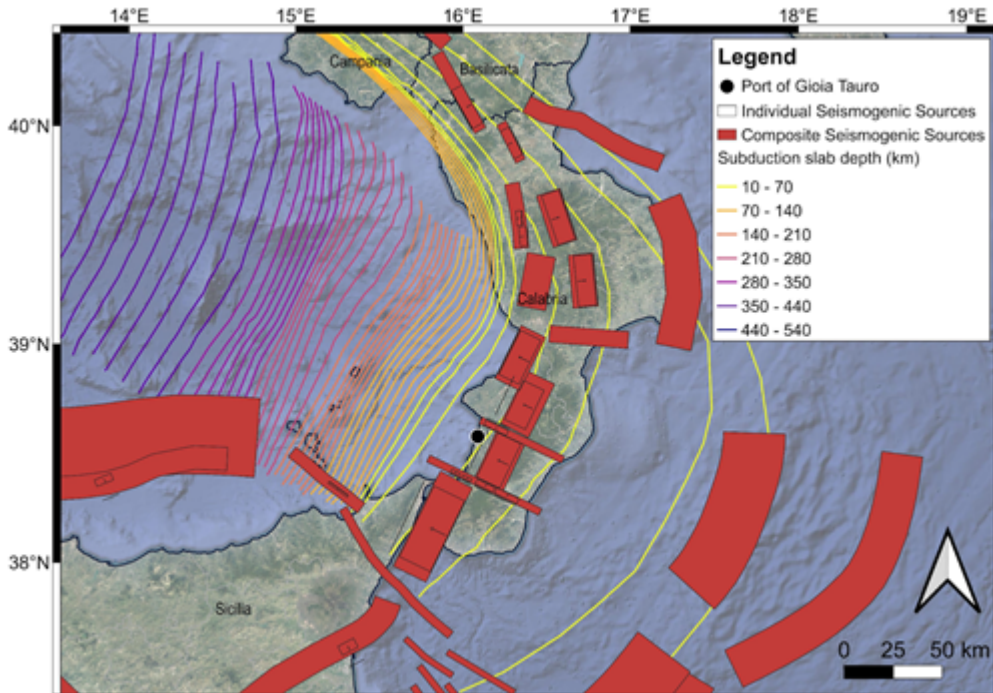 14°E 15°E 16°E 17°E 18°E 19°E
Campania
Basilicata
40°N
Calabria
39°N
38°N
Sicilia
Legend
Port of Gioia Tauro
Individual Seismogenic Sources
Composite Seismogenic Sources
Subduction slab depth (km)
10 - 70
70 - 140
140 - 210
210 - 280
280 - 350
350 - 440
440 - 540
0 25 50 km